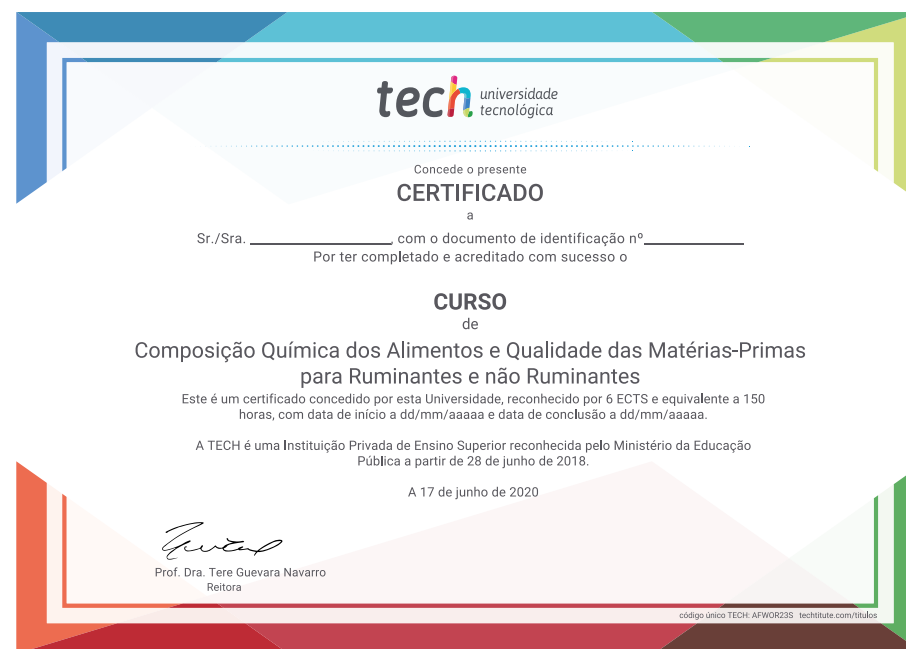 tech universidade
tecnológica
Concede o presente
CERTIFICADO
a
Sr./Sra. ________________, com o documento de identificação nº____________
Por ter completado e acreditado com sucesso o
CURSO
de
Composição Química dos Alimentos e Qualidade das Matérias-Primas
para Ruminantes e não Ruminantes
Este é um certificado concedido por esta Universidade, reconhecido por 6 ECTS e equivalente a 150
horas, com data de início a dd/mm/aaaaa e data de conclusão a dd/mm/aaaaa.
A TECH é uma Instituição Privada de Ensino Superior reconhecida pelo Ministério da Educação
Pública a partir de 28 de junho de 2018.
A 17 de junho de 2020
Prof. Dra. Tere Guevara Navarro
Reitora
código único TECH: AFWOR23S techtitute.com/titulos